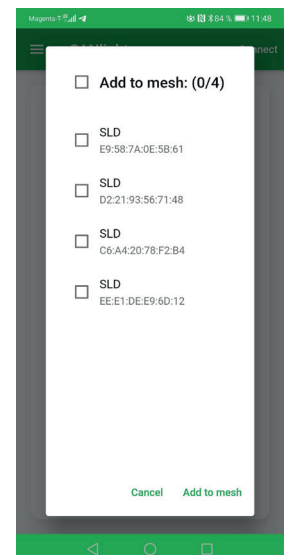 Magenta-T-
84 % 11:48
Add to mesh: (0/4)
SLD
E9:58:7A:0E:5B:61
SLD
D2:21:93:56:71:48
SLD
C6:A4:20:78:F2:B4
SLD
EE:E1:DE:E9:6D:12
Cancel Add to mesh